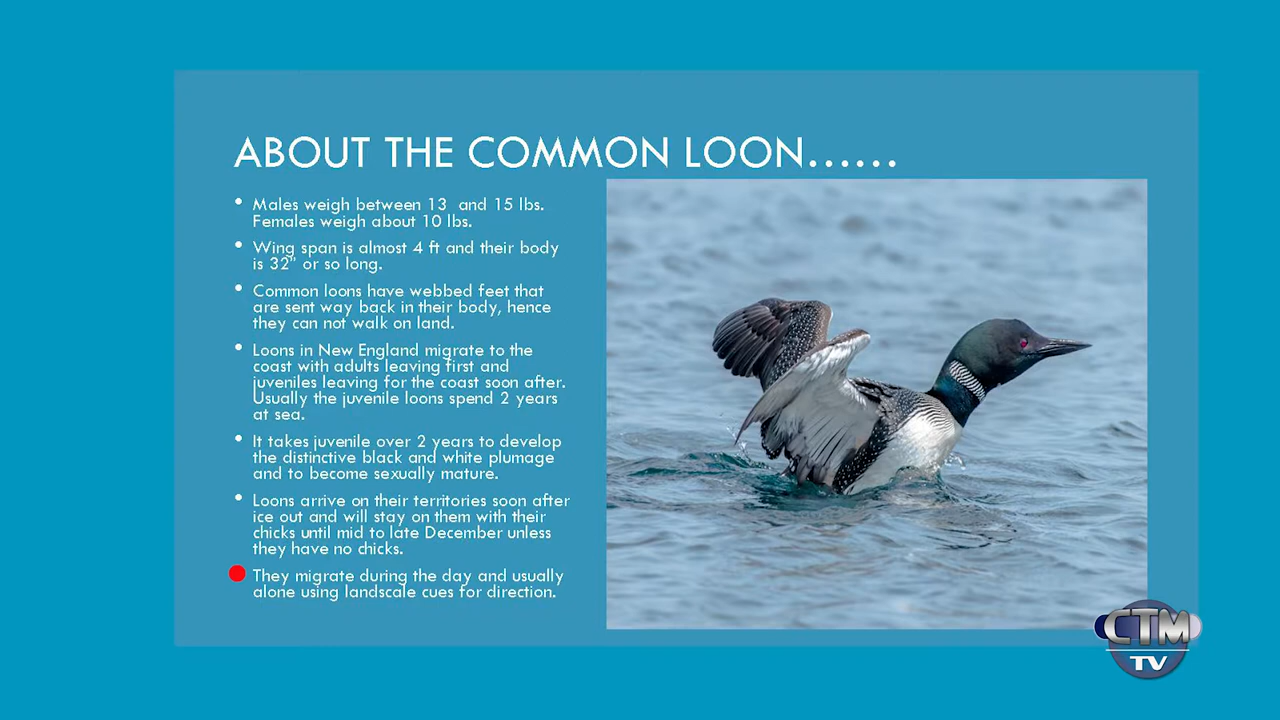 ABOUT THE COMMON LOON......
• Males weigh between 13 and 15 lbs.
Females weigh about 10 lbs.
• Wing span is almost 4 ft and their body
is 32" or so long.
• Common loons have webbed feet that
are sent way back in their body, hence
they can not walk on land.
• Loons in New England migrate to the
coast with adults leaving first and
juveniles leaving for the coast soon after.
Usually the juvenile loons spend 2 years
at sea.
• It takes juvenile over 2 years to develop
the distinctive black and white plumage
and to become sexually mature.
• Loons arrive on their territories soon after
ice out and will stay on them with their
chicks until mid to late December unless
they have no chicks.
They migrate during the day and usually
alone using landscale cues for direction.
CTM
TV